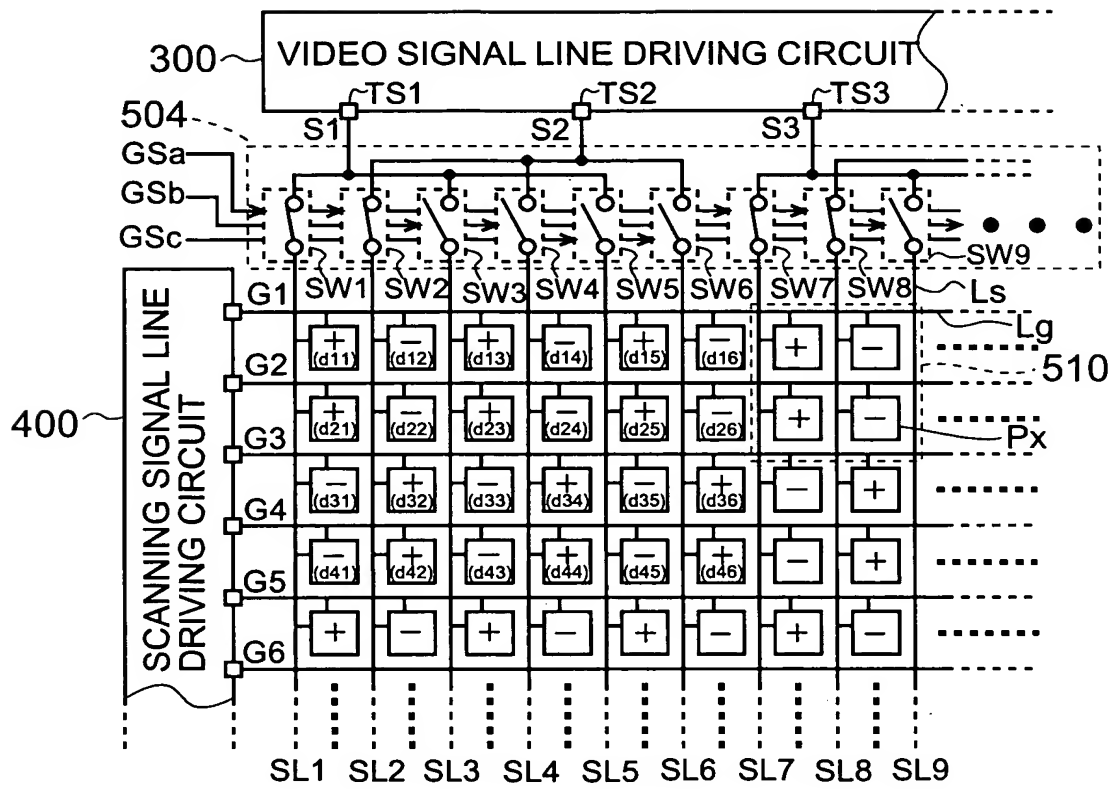 300
VIDEO SIGNAL LINE DRIVING CIRCUIT
TS1 TS2 TS3
504
S1 S2 S3
GSa
GSb
GSc
SW1 SW2 SW3 SW4 SW5 SW6 SW7 SW8 SW9
Ls
400
SCANNING SIGNAL LINE
DRIVING CIRCUIT
G1
Lg
+ − + − + − + −
(d11) (d12) (d13) (d14) (d15) (d16)
510
G2
+ − + − + − + −
(d21) (d22) (d23) (d24) (d25) (d26)
Px
G3
− + − + − + − +
(d31) (d32) (d33) (d34) (d35) (d36)
G4
− + − + − + − +
(d41) (d42) (d43) (d44) (d45) (d46)
G5
+ − + − + − + −
G6
SL1 SL2 SL3 SL4 SL5 SL6 SL7 SL8 SL9